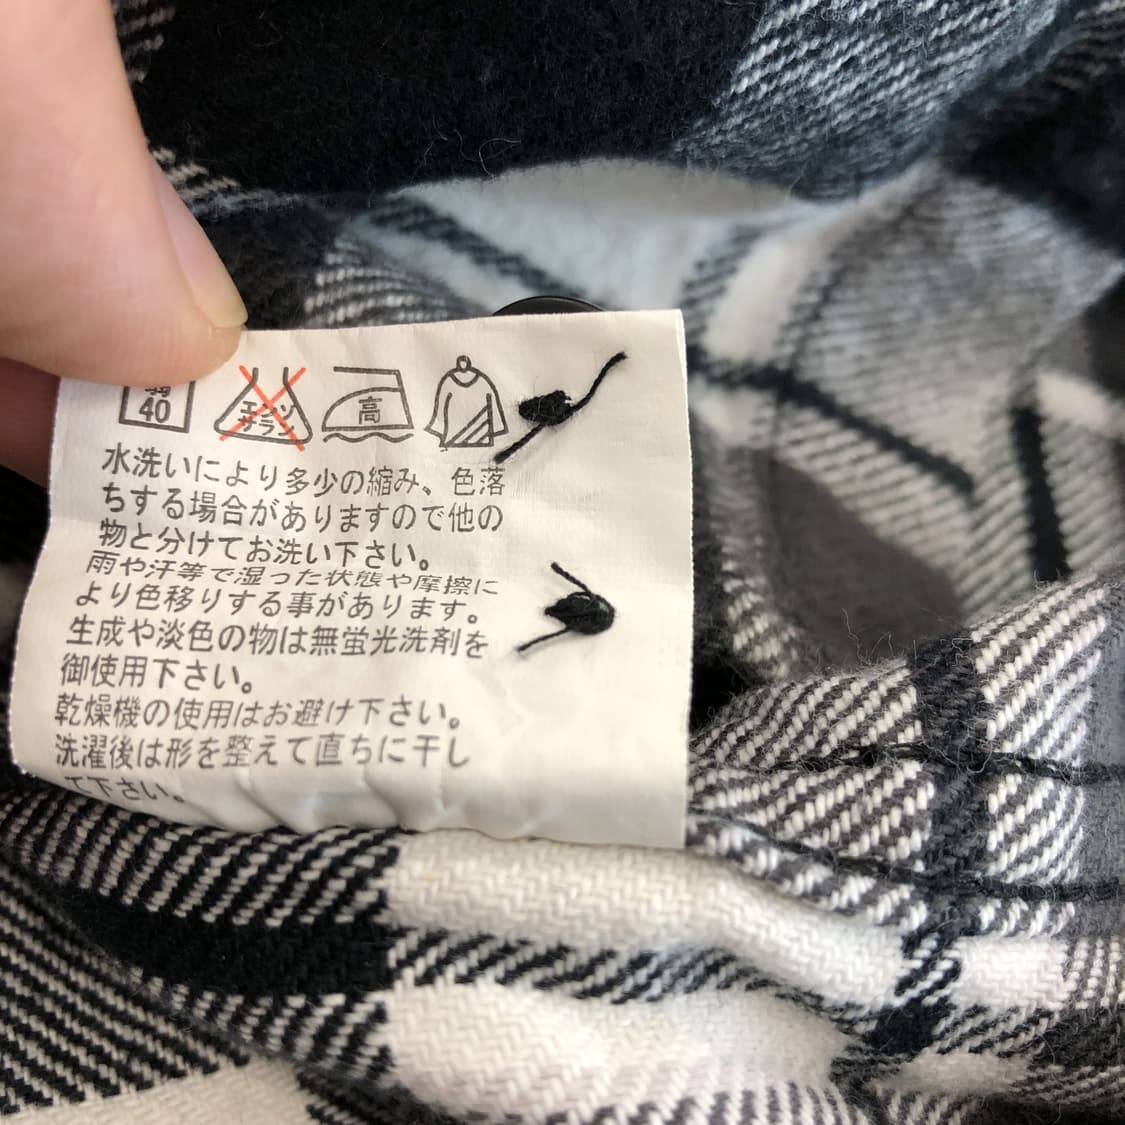 弱
40
エンソ
サラシ
高
水洗いにより多少の縮み、色落
ちする場合がありますので他の
物と分けてお洗い下さい。
雨や汗等で湿った状態や摩擦に
より色移りする事があります。
生成や淡色の物は無蛍光洗剤を
御使用下さい。
乾燥機の使用はお避け下さい。
洗濯後は形を整えて直ちに干し
て下さい。